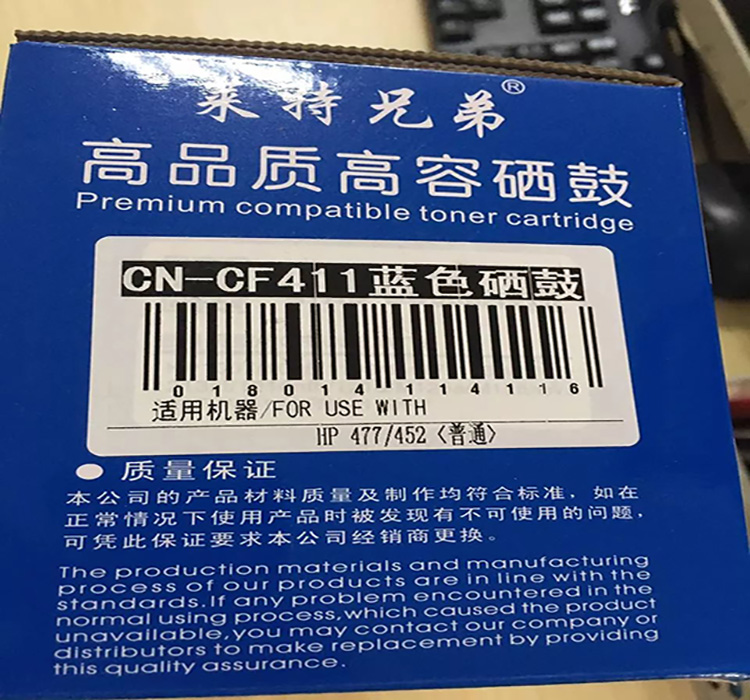 莱特兄弟®
高品质高容硒鼓
Premium compatible toner cartridge
CN-CF411蓝色硒鼓
018014114116
适用机器/FOR USE WITH
HP 477/452〈普通〉
● 质量保证
本公司的产品材料质量及制作均符合标准，如在
正常情况下使用产品时被发现有不可使用的问题，
可凭此保证要求本公司经销商更换。
The production materials and manufacturing
process of our products are in line with the
standards.If any problem encountered in the
normal using process,which caused the product
unavailable,you may contact our company or
distributors to make replacement by providing
this quality assurance.